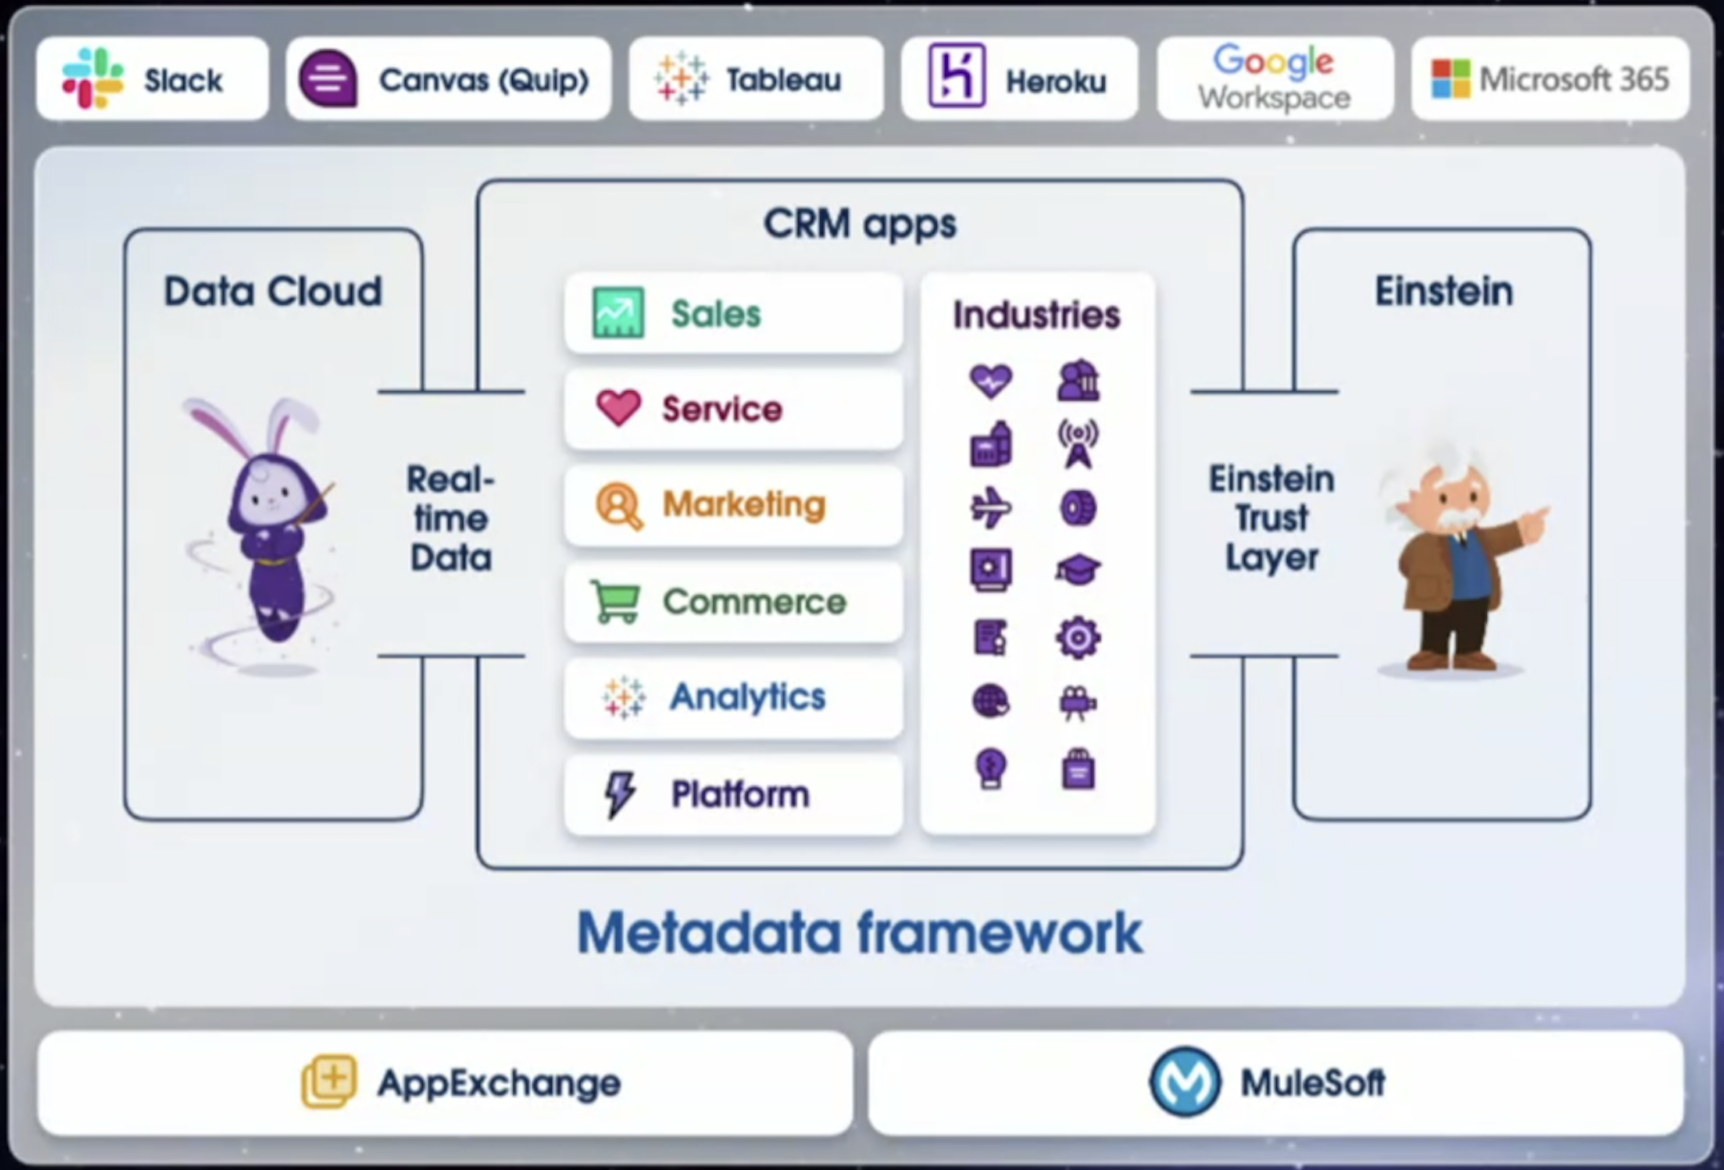 Slack
Canvas (Quip)
Tableau
Heroku
Google
Workspace
Microsoft 365
CRM apps
Data Cloud
Real-
time
Data
Sales
Service
Marketing
Commerce
Analytics
Platform
Industries
Einstein
Trust
Layer
Einstein
Metadata framework
AppExchange
MuleSoft